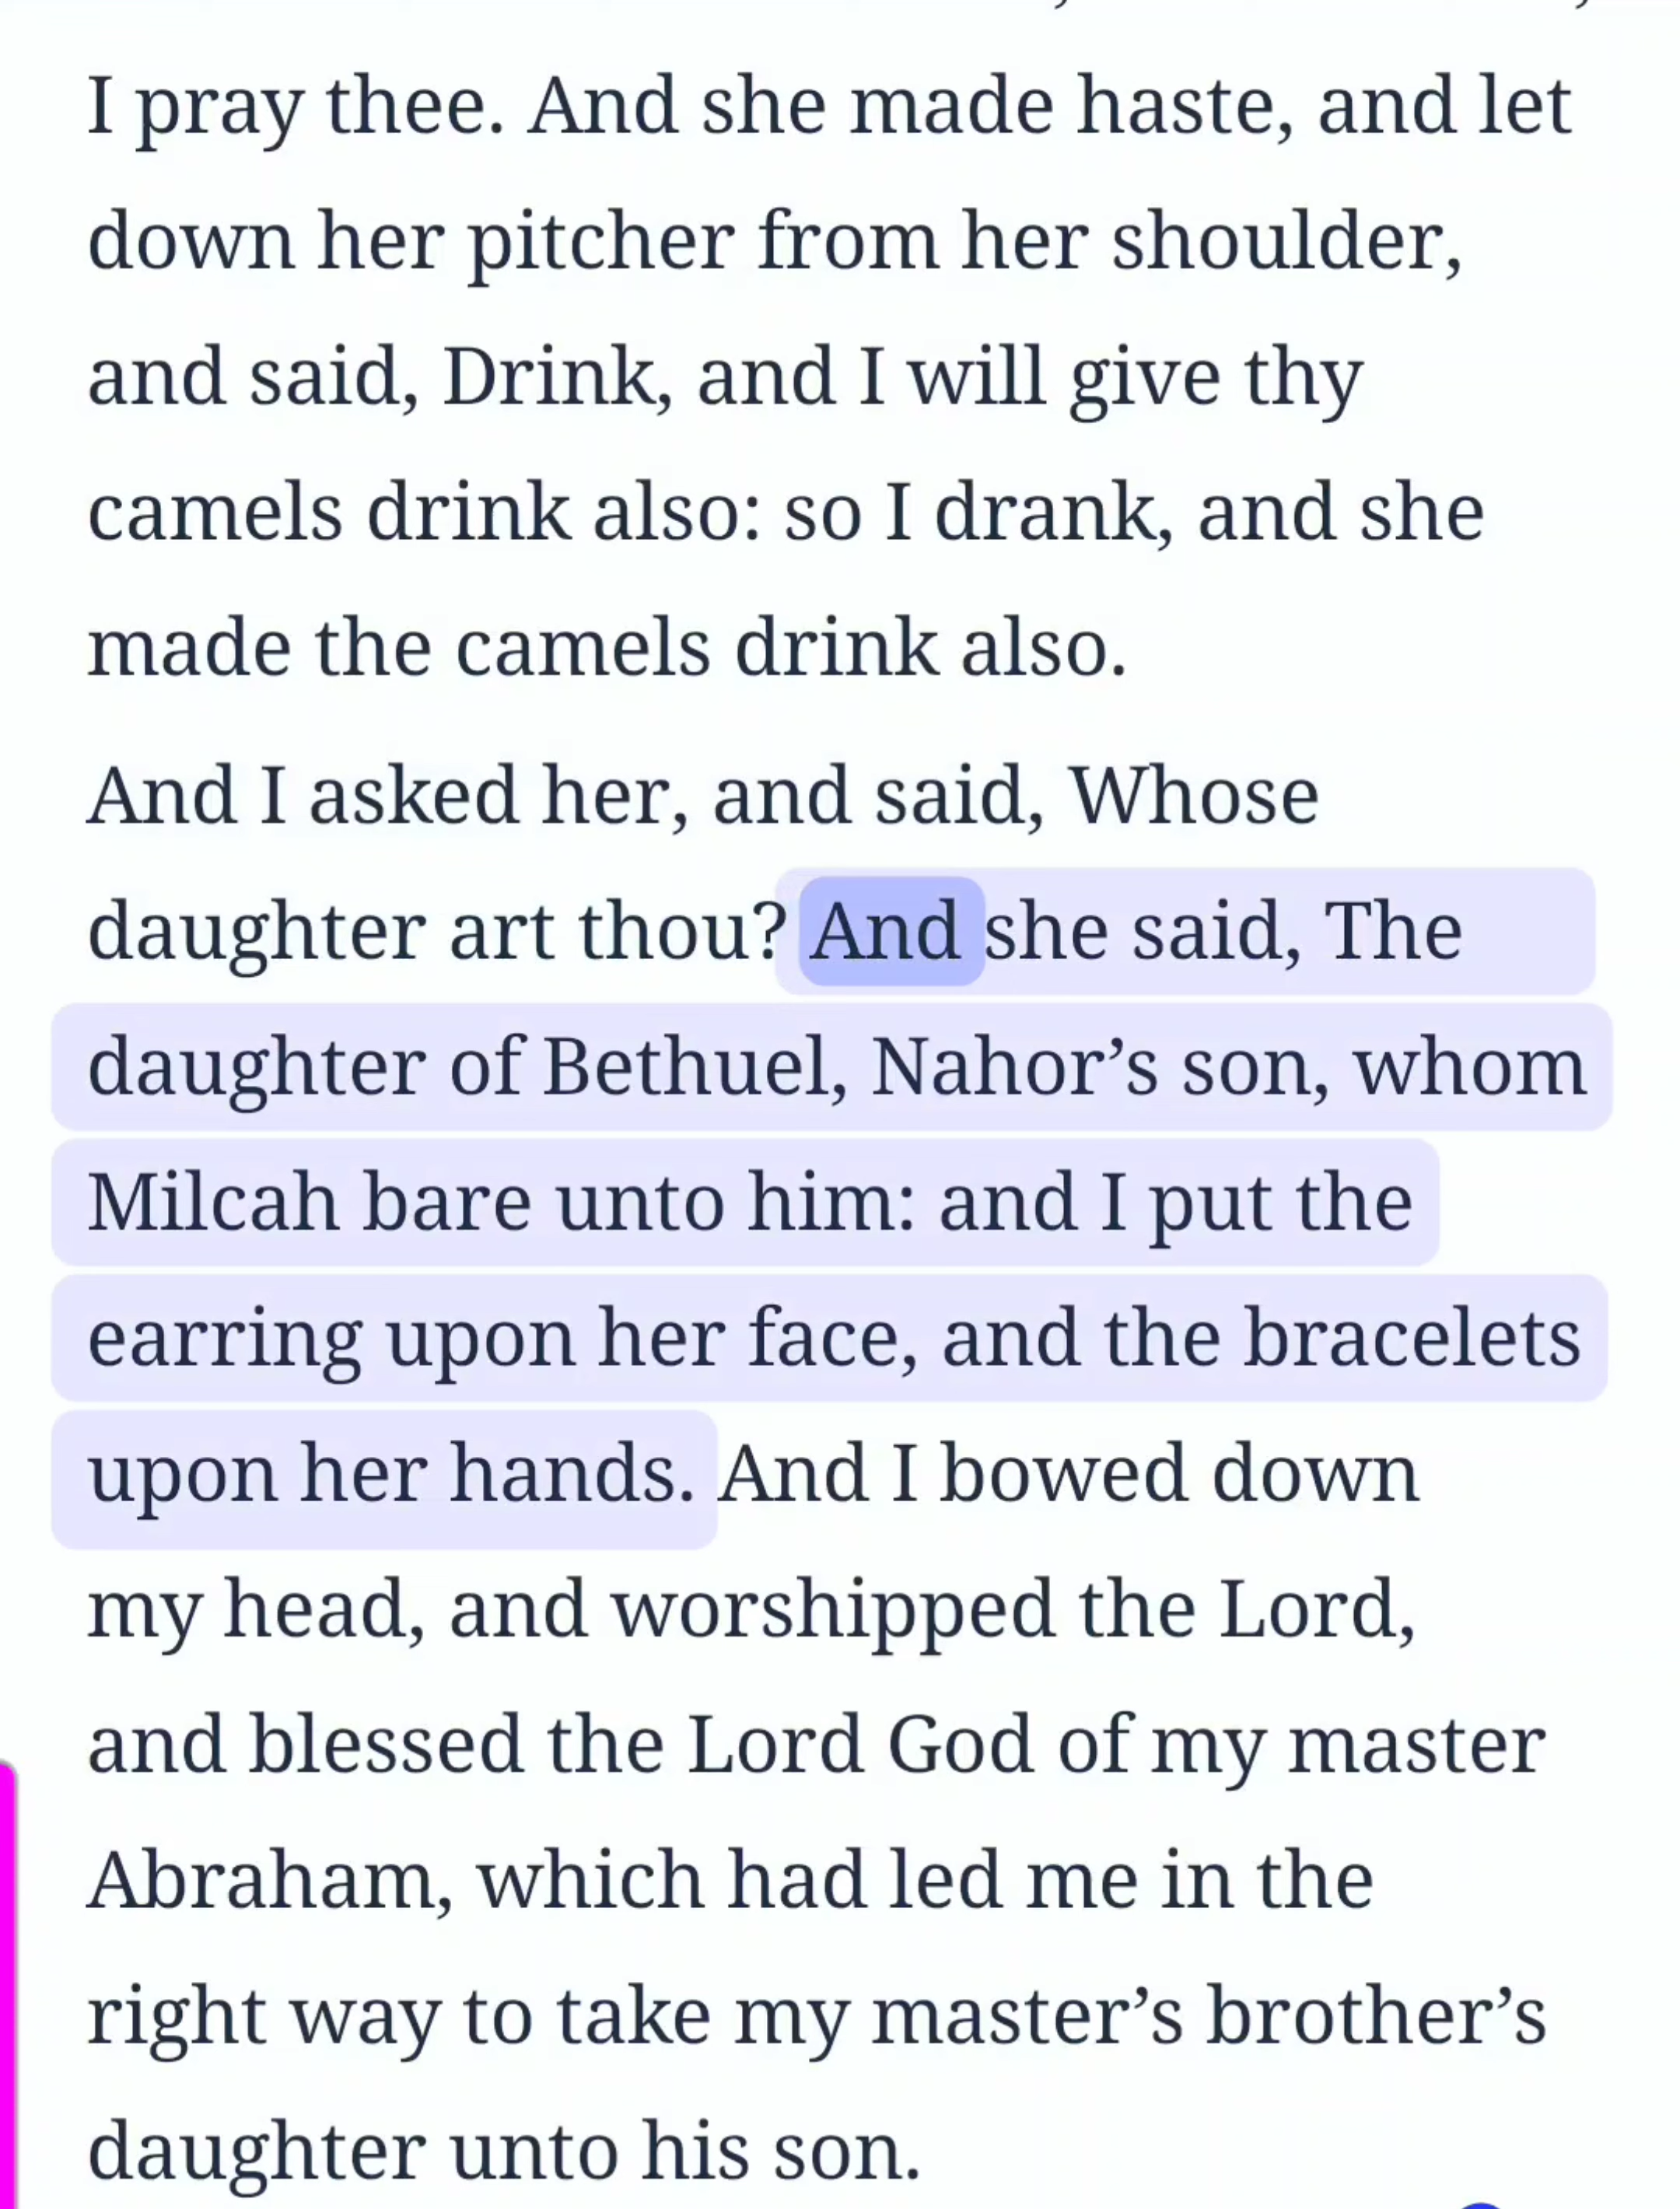 I pray thee. And she made haste, and let
down her pitcher from her shoulder,
and said, Drink, and I will give thy
camels drink also: so I drank, and she
made the camels drink also.
And I asked her, and said, Whose
daughter art thou? And she said, The
daughter of Bethuel, Nahor’s son, whom
Milcah bare unto him: and I put the
earring upon her face, and the bracelets
upon her hands. And I bowed down
my head, and worshipped the Lord,
and blessed the Lord God of my master
Abraham, which had led me in the
right way to take my master’s brother’s
daughter unto his son.